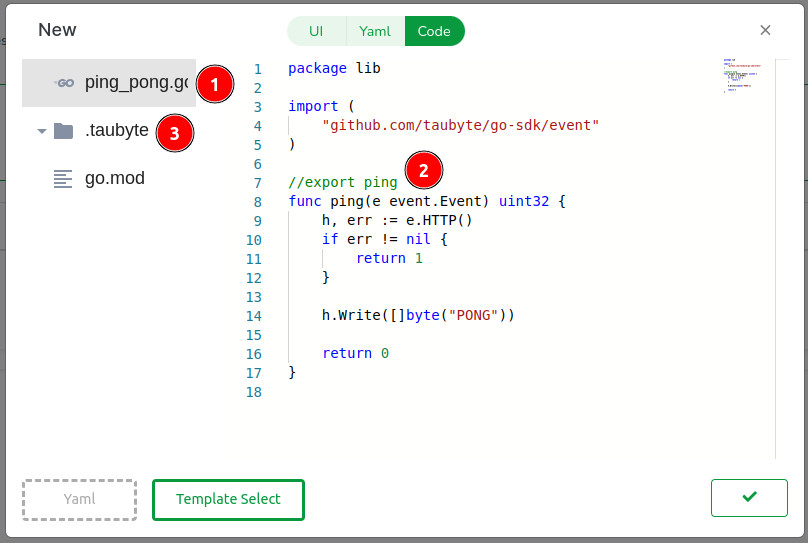 New
UI
Yaml
Code
×
GO
ping_pong.go
1
.taubyte
3
go.mod
1 package lib
2
3 import (
4     "github.com/taubyte/go-sdk/event"
5 )
6
7 //export ping
2
8 func ping(e event.Event) uint32 {
9     h, err := e.HTTP()
10     if err != nil {
11         return 1
12     }
13
14     h.Write([]byte("PONG"))
15
16     return 0
17 }
18
Yaml
Template Select